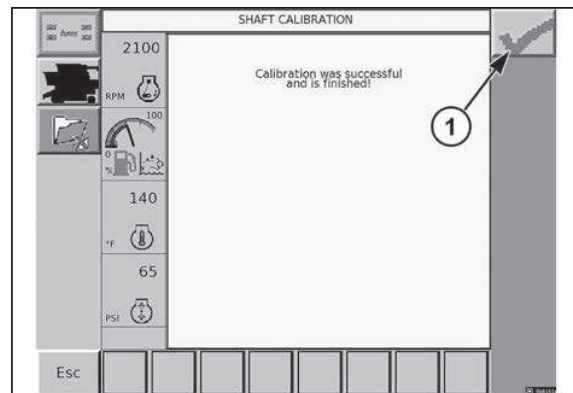 SHAFT CALIBRATION
2100
RPM
Calibration was successful
and is finished!
1
100
0
%
140
°F
65
PSI
Esc